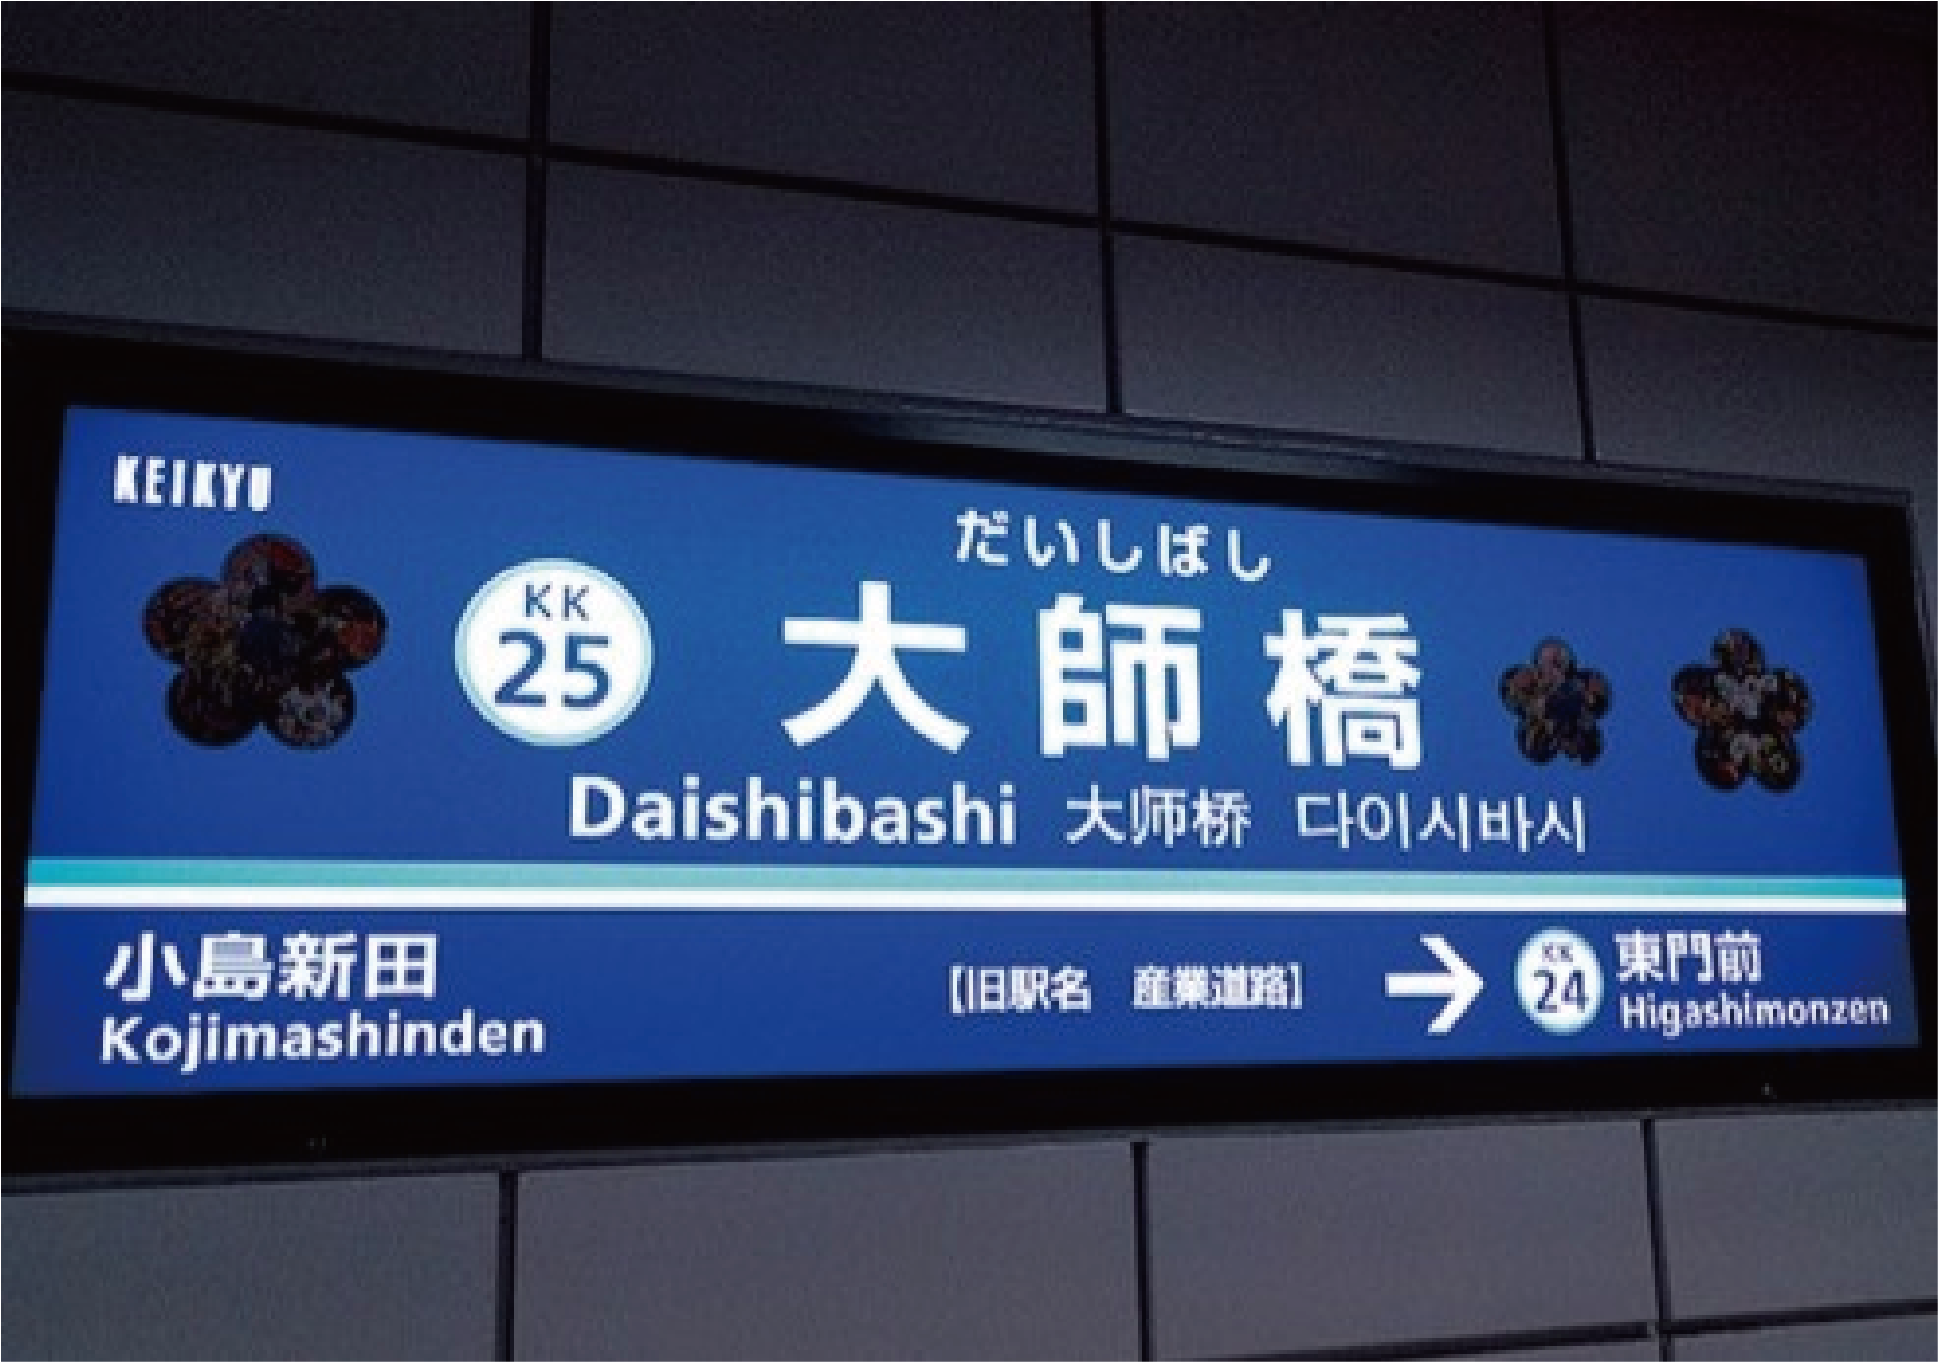 KEIKYU
だいしばし
KK
25
大師橋
Daishibashi 大师桥 다이시바시
小島新田
Kojimashinden
【旧駅名 産業道路】
→
KK
24
東門前
Higashimonzen